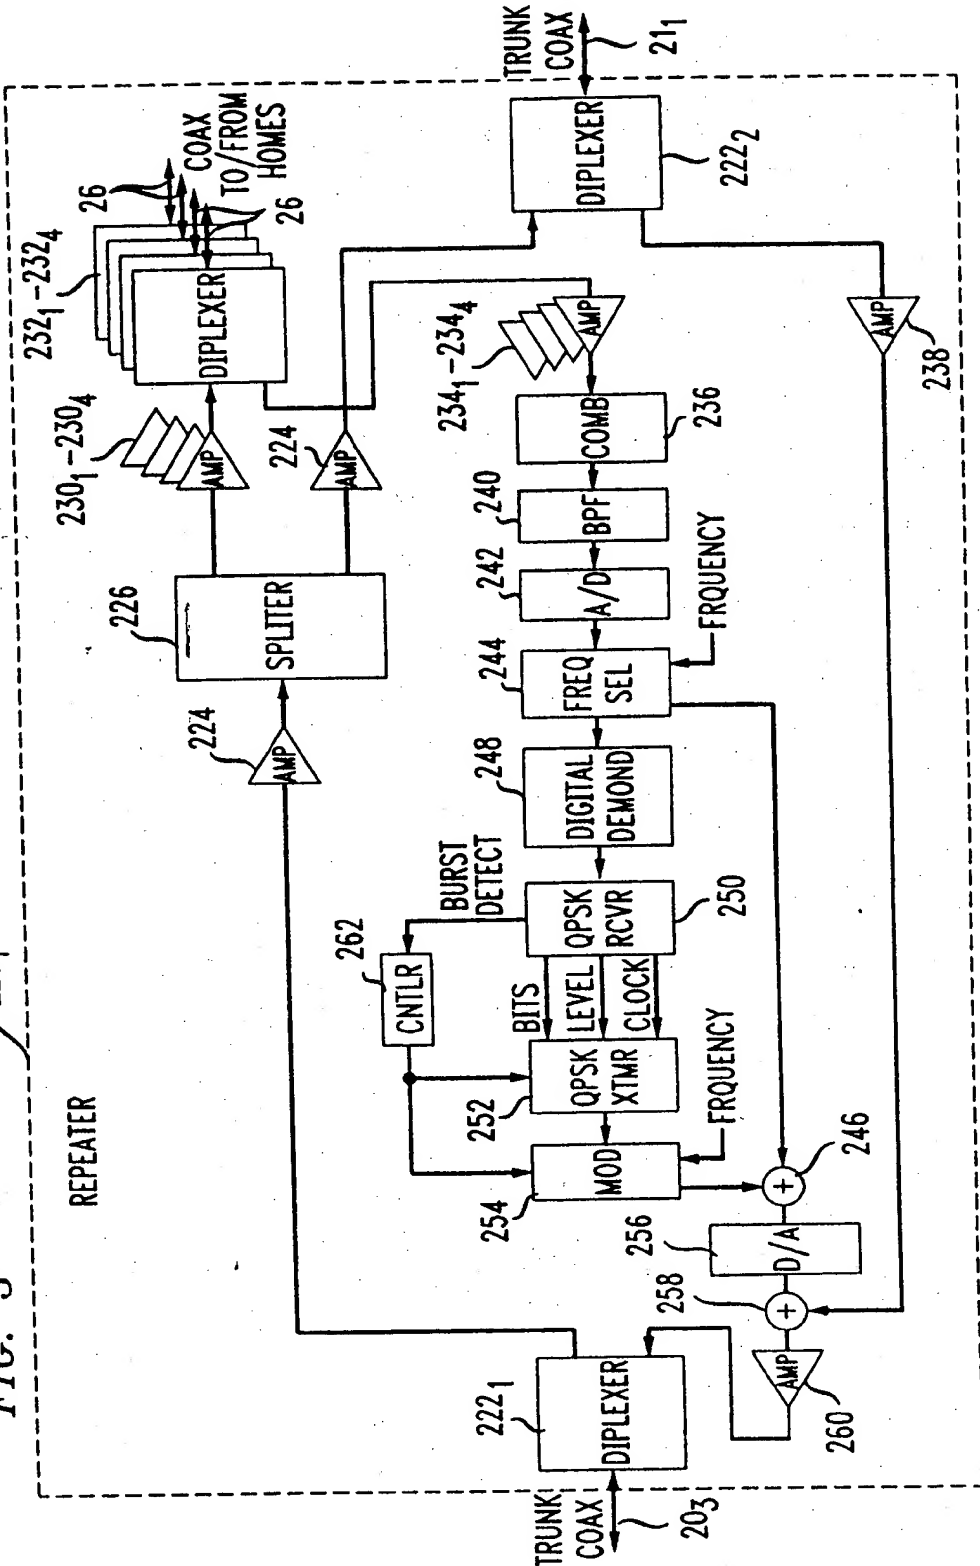 REPEATER
TRUNK
COAX
20₃
222₁
DIPLEXER
224
AMP
226
SPLITER
230₁-230₄
AMP
224
AMP
232₁-232₄
DIPLEXER
26
COAX
TO/FROM
HOMES
26
TRUNK
COAX
21₁
DIPLEXER
222₂
234₁-234₄
AMP
COMB
236
240
BPF
242
A/D
244
FREQ
SEL
FRQUENCY
248
DIGITAL
DEMOND
BURST
DETECT
QPSK
RCVR
250
262
CNTLR
BITS
LEVEL
CLOCK
252
QPSK
XTMR
254
MOD
FRQUENCY
246
+
256
D/A
258
+
AMP
260
AMP
238